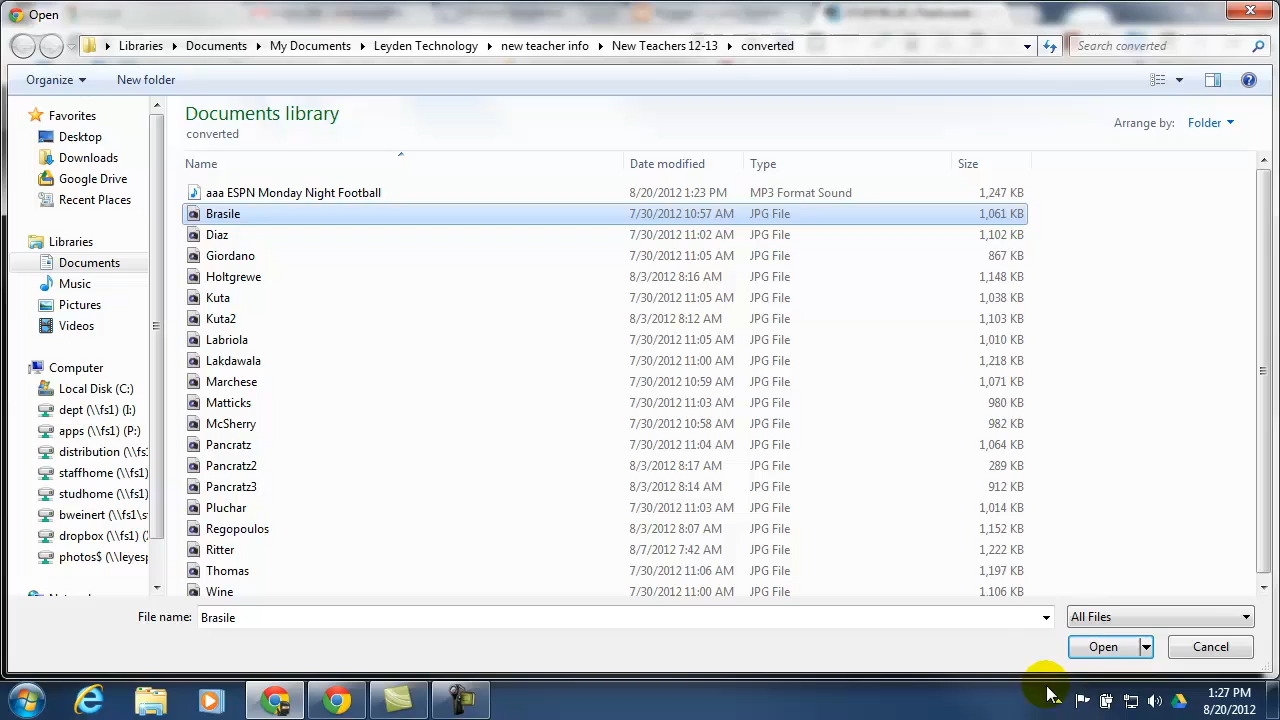 Open
Libraries Documents My Documents Leyden Technology new teacher info New Teachers 12-13 converted Search converted
Organize New folder
Favorites
Desktop
Downloads
Google Drive
Recent Places
Libraries
Documents
Music
Pictures
Videos
Computer
Local Disk (C:)
dept (\\fs1) (I:)
apps (\\fs1) (P:)
distribution (\\fs1)
staffhome (\\fs1)
studhome (\\fs1)
bweinert (\\fs1\s
dropbox (\\fs1) (
photos$ (\\leyes
Documents library
converted
Arrange by: Folder
Name Date modified Type Size
aaa ESPN Monday Night Football 8/20/2012 1:23 PM MP3 Format Sound 1,247 KB
Brasile 7/30/2012 10:57 AM JPG File 1,061 KB
Diaz 7/30/2012 11:02 AM JPG File 1,102 KB
Giordano 7/30/2012 11:05 AM JPG File 867 KB
Holtgrewe 8/3/2012 8:16 AM JPG File 1,148 KB
Kuta 7/30/2012 11:05 AM JPG File 1,038 KB
Kuta2 8/3/2012 8:12 AM JPG File 1,103 KB
Labriola 7/30/2012 11:05 AM JPG File 1,010 KB
Lakdawala 7/30/2012 11:00 AM JPG File 1,218 KB
Marchese 7/30/2012 10:59 AM JPG File 1,071 KB
Matticks 7/30/2012 11:03 AM JPG File 980 KB
McSherry 7/30/2012 10:58 AM JPG File 982 KB
Pancratz 7/30/2012 11:04 AM JPG File 1,064 KB
Pancratz2 8/3/2012 8:17 AM JPG File 289 KB
Pancratz3 8/3/2012 8:14 AM JPG File 912 KB
Pluchar 7/30/2012 11:03 AM JPG File 1,014 KB
Regopoulos 8/3/2012 8:07 AM JPG File 1,152 KB
Ritter 8/7/2012 7:42 AM JPG File 1,222 KB
Thomas 7/30/2012 11:06 AM JPG File 1,197 KB
Wine 7/30/2012 11:00 AM JPG File 1,106 KB
File name: Brasile All Files
Open Cancel
1:27 PM
8/20/2012